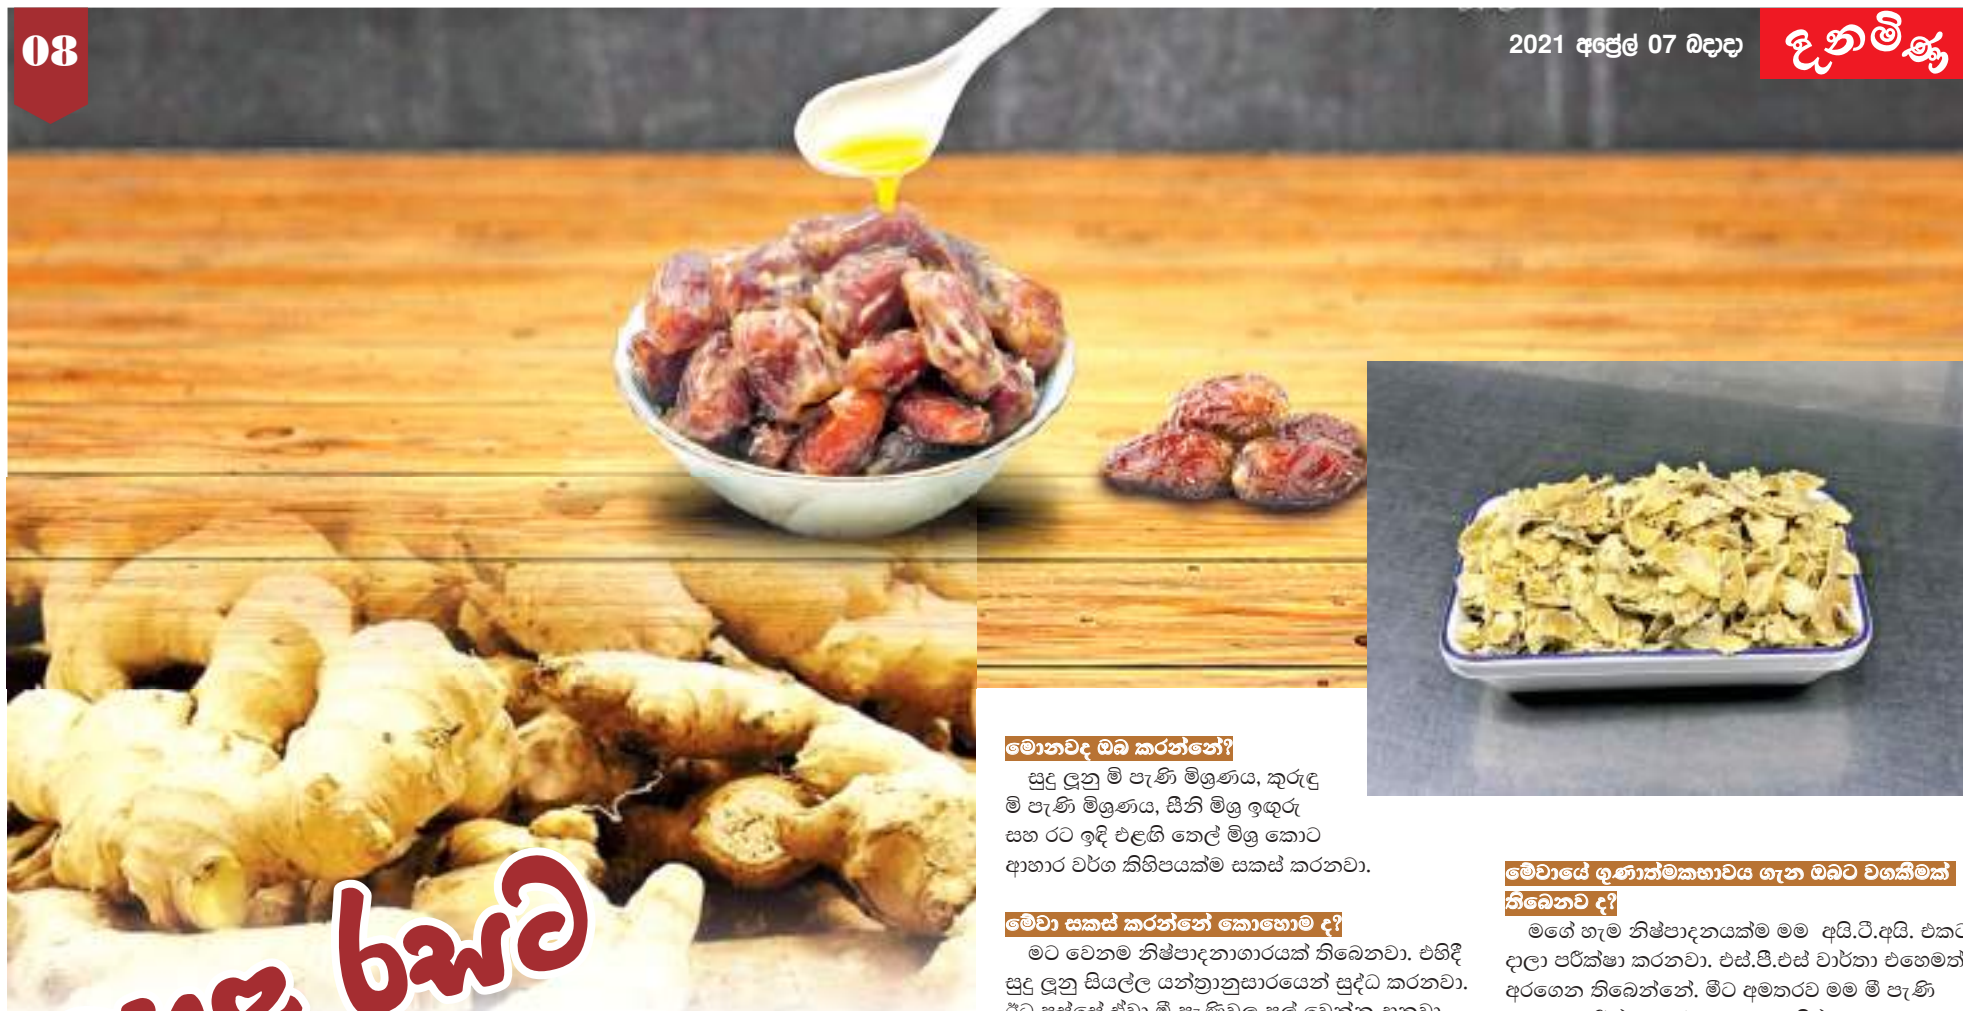 08
2021 අප්‍රේල් 07 බදාදා
දිනමිණ
රසට
මොනවද ඔබ කරන්නේ?
සුදු ලූනු මි පැණි මිශ්‍රණය, කුරුඳු
මි පැණි මිශ්‍රණය, සීනි මිශ්‍ර ඉඟුරු
සහ රට ඉඳි එළඟි තෙල් මිශ්‍ර කොට
ආහාර වර්ග කිහිපයක්ම සකස් කරනවා.
මේවා සකස් කරන්නේ කොහොම ද?
මට වෙනම නිෂ්පාදනාගාරයක් තිබෙනවා. එහිදී
සුදු ලූනු සියල්ල යන්ත්‍රානුසාරයෙන් සුද්ධ කරනවා.
මේවායේ ගුණාත්මකභාවය ගැන ඔබට වගකීමක්
තිබෙනව ද?
මගේ හැම නිෂ්පාදනයක්ම මම අයි.ටී.අයි. එකට
දාලා පරීක්ෂා කරනවා. එස්.පී.එස් වාර්තා එහෙමත්
අරගෙන තිබෙන්නේ. මීට අමතරව මම මී පැණි